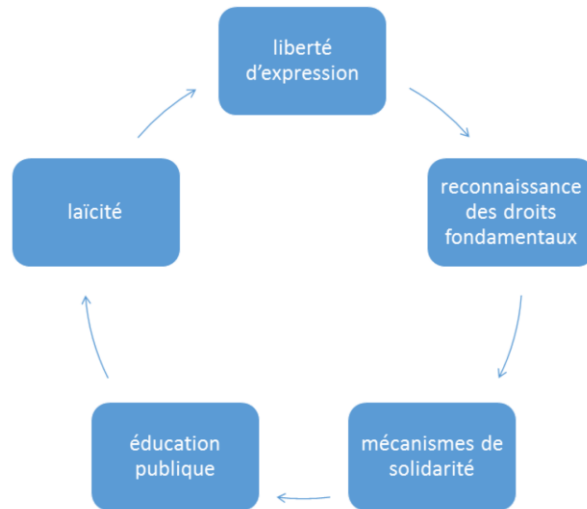 liberté
d’expression
reconnaissance
des droits
fondamentaux
mécanismes de
solidarité
éducation
publique
laïcité